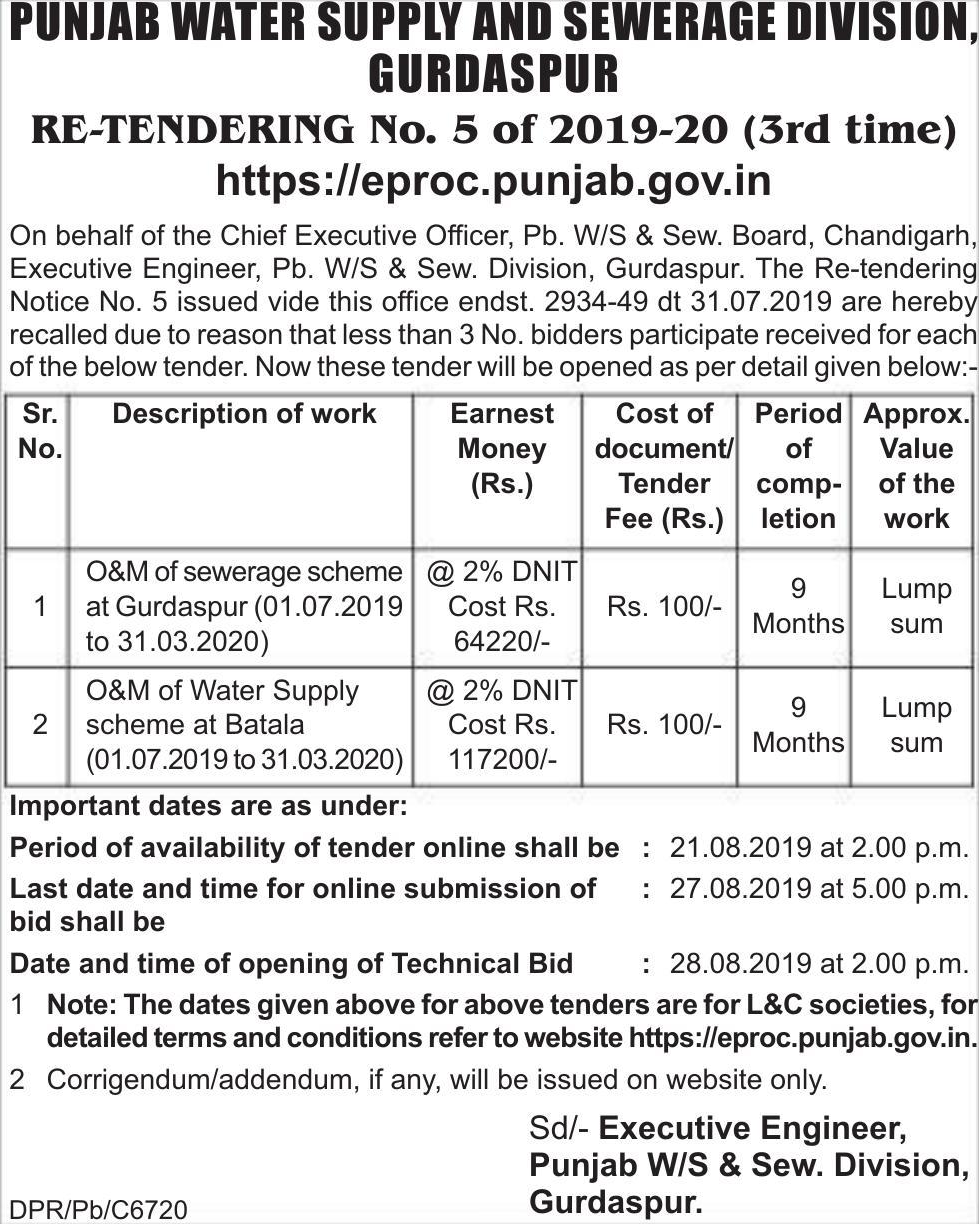 PUNJAB WATER SUPPLY AND SEWERAGE DIVISION,
GURDASPUR
RE-TENDERING No. 5 of 2019-20 (3rd time)
https://eproc.punjab.gov.in
On behalf of the Chief Executive Officer, Pb. W/S & Sew. Board, Chandigarh,
Executive Engineer, Pb. W/S & Sew. Division, Gurdaspur. The Re-tendering
Notice No. 5 issued vide this office endst. 2934-49 dt 31.07.2019 are hereby
recalled due to reason that less than 3 No. bidders participate received for each
of the below tender. Now these tender will be opened as per detail given below:-
Sr. No. Description of work Earnest Money (Rs.) Cost of document/ Tender Fee (Rs.) Period of comp-letion Approx. Value of the work
1 O&M of sewerage scheme at Gurdaspur (01.07.2019 to 31.03.2020) @ 2% DNIT Cost Rs. 64220/- Rs. 100/- 9 Months Lump sum
2 O&M of Water Supply scheme at Batala (01.07.2019 to 31.03.2020) @ 2% DNIT Cost Rs. 117200/- Rs. 100/- 9 Months Lump sum
Important dates are as under:
Period of availability of tender online shall be : 21.08.2019 at 2.00 p.m.
Last date and time for online submission of : 27.08.2019 at 5.00 p.m.
bid shall be
Date and time of opening of Technical Bid : 28.08.2019 at 2.00 p.m.
1 Note: The dates given above for above tenders are for L&C societies, for
detailed terms and conditions refer to website https://eproc.punjab.gov.in.
2 Corrigendum/addendum, if any, will be issued on website only.
Sd/- Executive Engineer,
Punjab W/S & Sew. Division,
Gurdaspur.
DPR/Pb/C6720